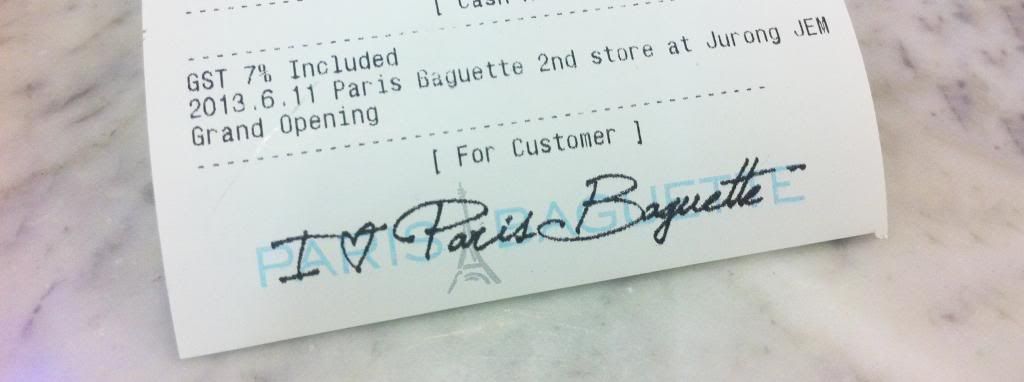 [ Cash
GST 7% Included
2013.6.11 Paris Baguette 2nd store at Jurong JEM
Grand Opening
[ For Customer ]
I ♡ Paris Baguette
PARIS BAGUETTE